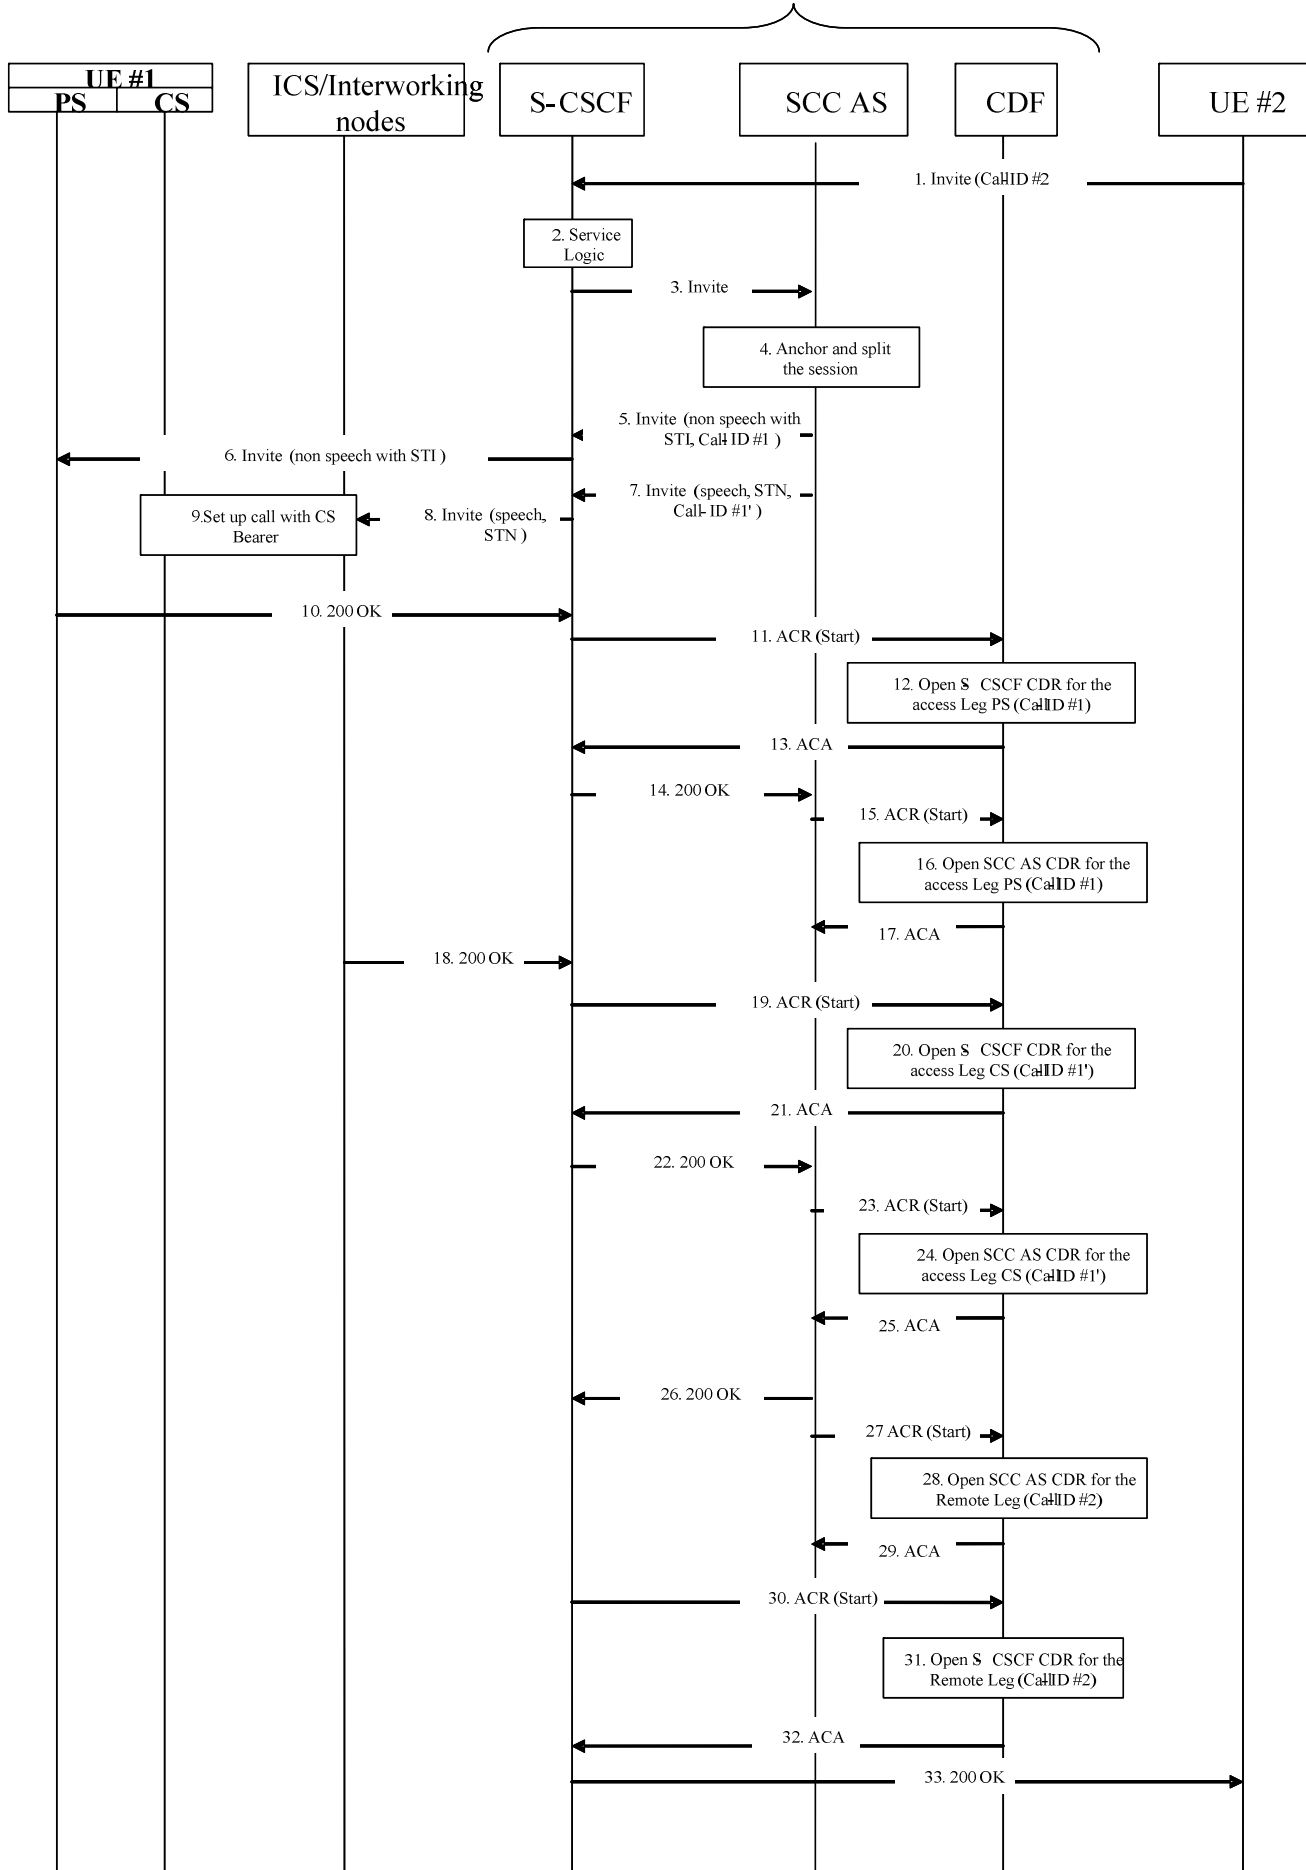 UE #1
PS
CS
ICS/Interworking
nodes
S-CSCF
SCC AS
CDF
UE #2
1. Invite (Call-ID #2
2. Service
Logic
3. Invite
4. Anchor and split
the session
5. Invite (non speech with
STI, Call-ID #1 )
6. Invite (non speech with STI )
7. Invite (speech, STN,
Call-ID #1' )
8. Invite (speech,
STN )
9.Set up call with CS
Bearer
10. 200 OK
11. ACR (Start)
12. Open S-CSCF CDR for the
access Leg PS (Call-ID #1)
13. ACA
14. 200 OK
15. ACR (Start)
16. Open SCC AS CDR for the
access Leg PS (Call-ID #1)
17. ACA
18. 200 OK
19. ACR (Start)
20. Open S-CSCF CDR for the
access Leg CS (Call-ID #1')
21. ACA
22. 200 OK
23. ACR (Start)
24. Open SCC AS CDR for the
access Leg CS (Call-ID #1')
25. ACA
26. 200 OK
27 ACR (Start)
28. Open SCC AS CDR for the
Remote Leg (Call-ID #2)
29. ACA
30. ACR (Start)
31. Open S-CSCF CDR for the
Remote Leg (Call-ID #2)
32. ACA
33. 200 OK